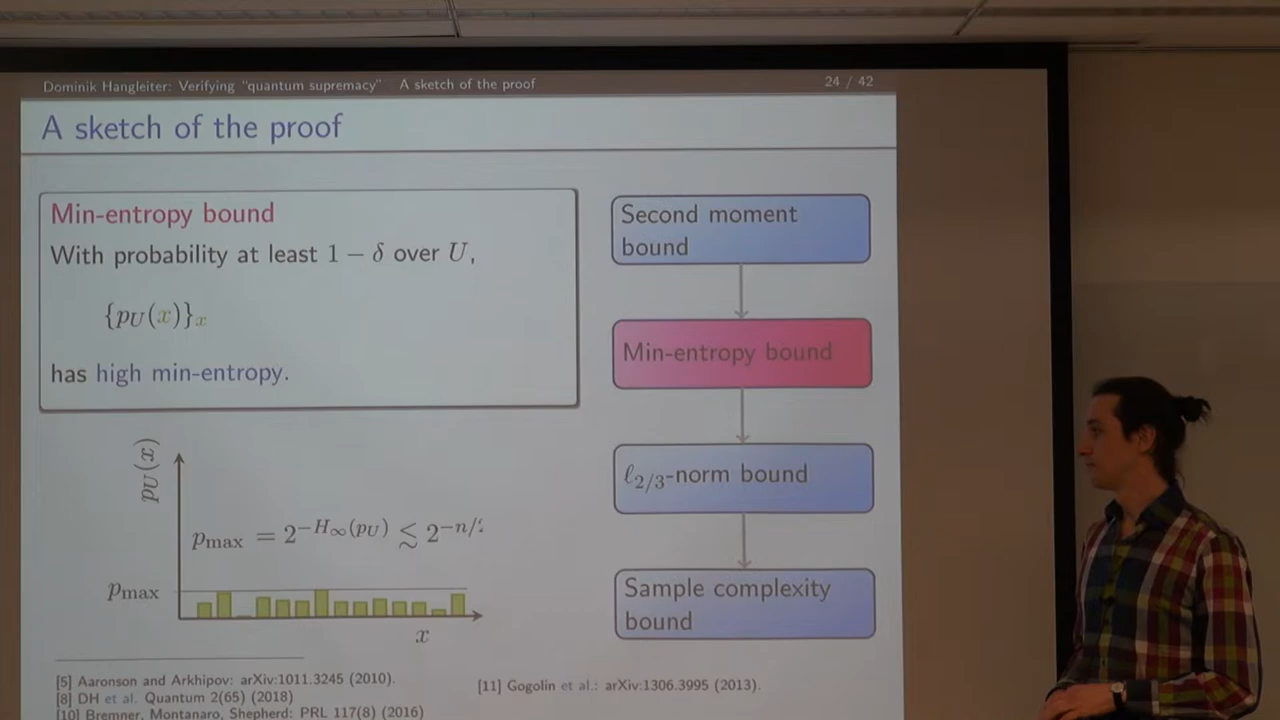 Dominik Hangleiter: Verifying "quantum supremacy" A sketch of the proof 24 / 42
A sketch of the proof
Min-entropy bound
With probability at least 1 − δ over U,
{p_U(x)}_x
has high min-entropy.
Second moment
bound
Min-entropy bound
ℓ_{2/3}-norm bound
Sample complexity
bound
p_U(x)
p_max = 2^{-H_∞(p_U)} ≲ 2^{-n/
p_max
x
[5] Aaronson and Arkhipov: arXiv:1011.3245 (2010).
[8] DH et al. Quantum 2(65) (2018)
[10] Bremner, Montanaro, Shepherd: PRL 117(8) (2016)
[11] Gogolin et al.: arXiv:1306.3995 (2013).